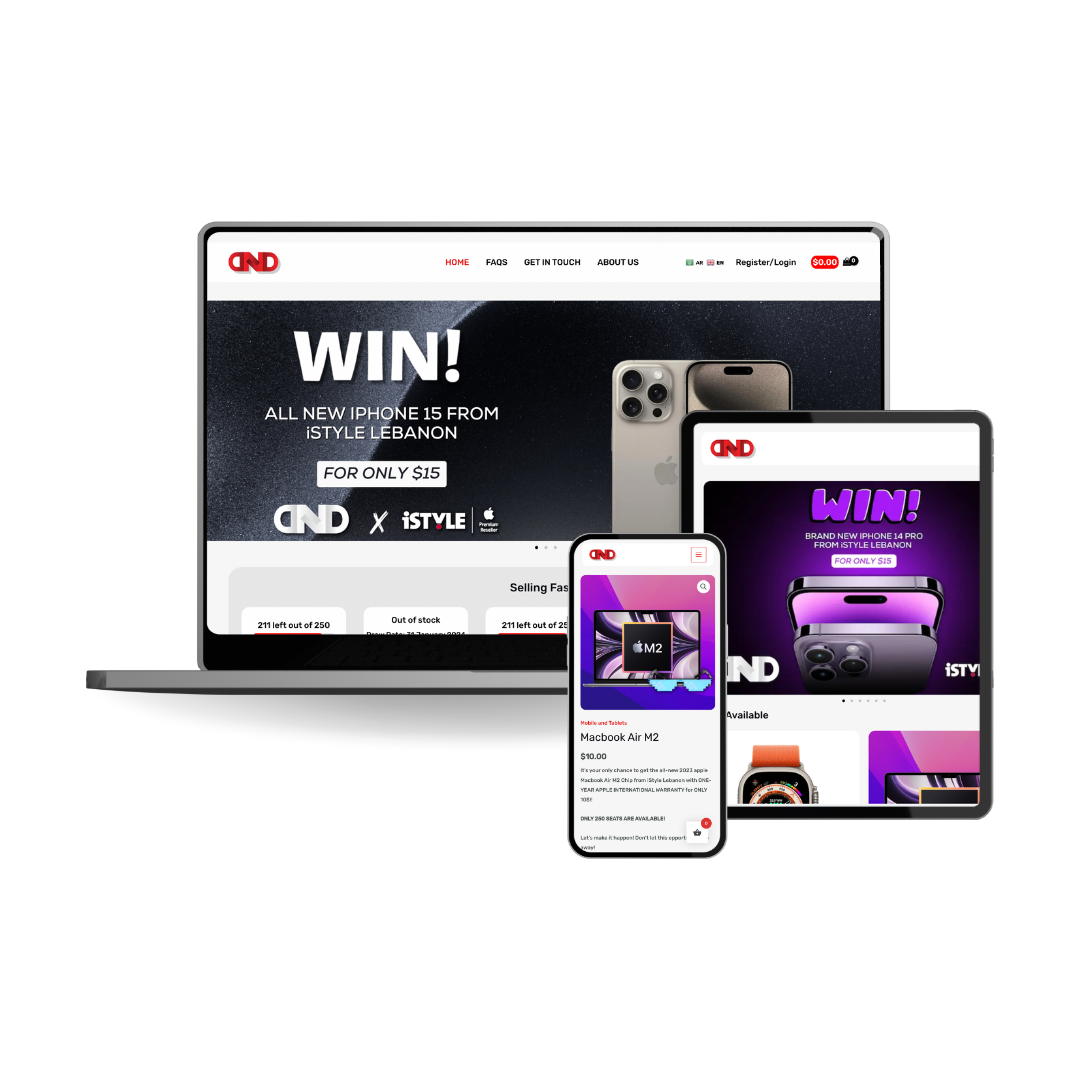 DND
HOME FAQS GET IN TOUCH ABOUT US
AR EN Register/Login $0.00 0
WIN!
ALL NEW IPHONE 15 FROM
iSTYLE LEBANON
FOR ONLY $15
DND X iSTYLE Premium
Reseller
Selling Fas
211 left out of 250
Out of stock
Draw Date: 31 January 2024
211 left out of 25
DND
WIN!
BRAND NEW IPHONE 14 PRO
FROM iSTYLE LEBANON
FOR ONLY $15
ND iSTY
Available
DND
M2
Mobile and Tablets
Macbook Air M2
$10.00
It's your only chance to get the all-new 2023 apple
Macbook Air M2 Chip from iStyle Lebanon with ONE-
YEAR APPLE INTERNATIONAL WARRANTY for ONLY
10$!!
ONLY 250 SEATS ARE AVAILABLE!
0
Let's make it happen! Don't let this opport
away!